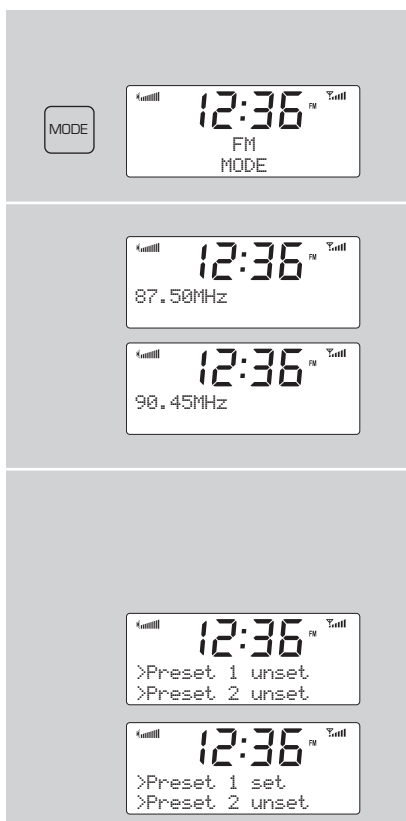 MODE
12:36 FM
FM
MODE
12:36 FM
87.50MHz
12:36 FM
90.45MHz
12:36 FM
>Preset 1 unset
>Preset 2 unset
12:36 FM
>Preset 1 set
>Preset 2 unset